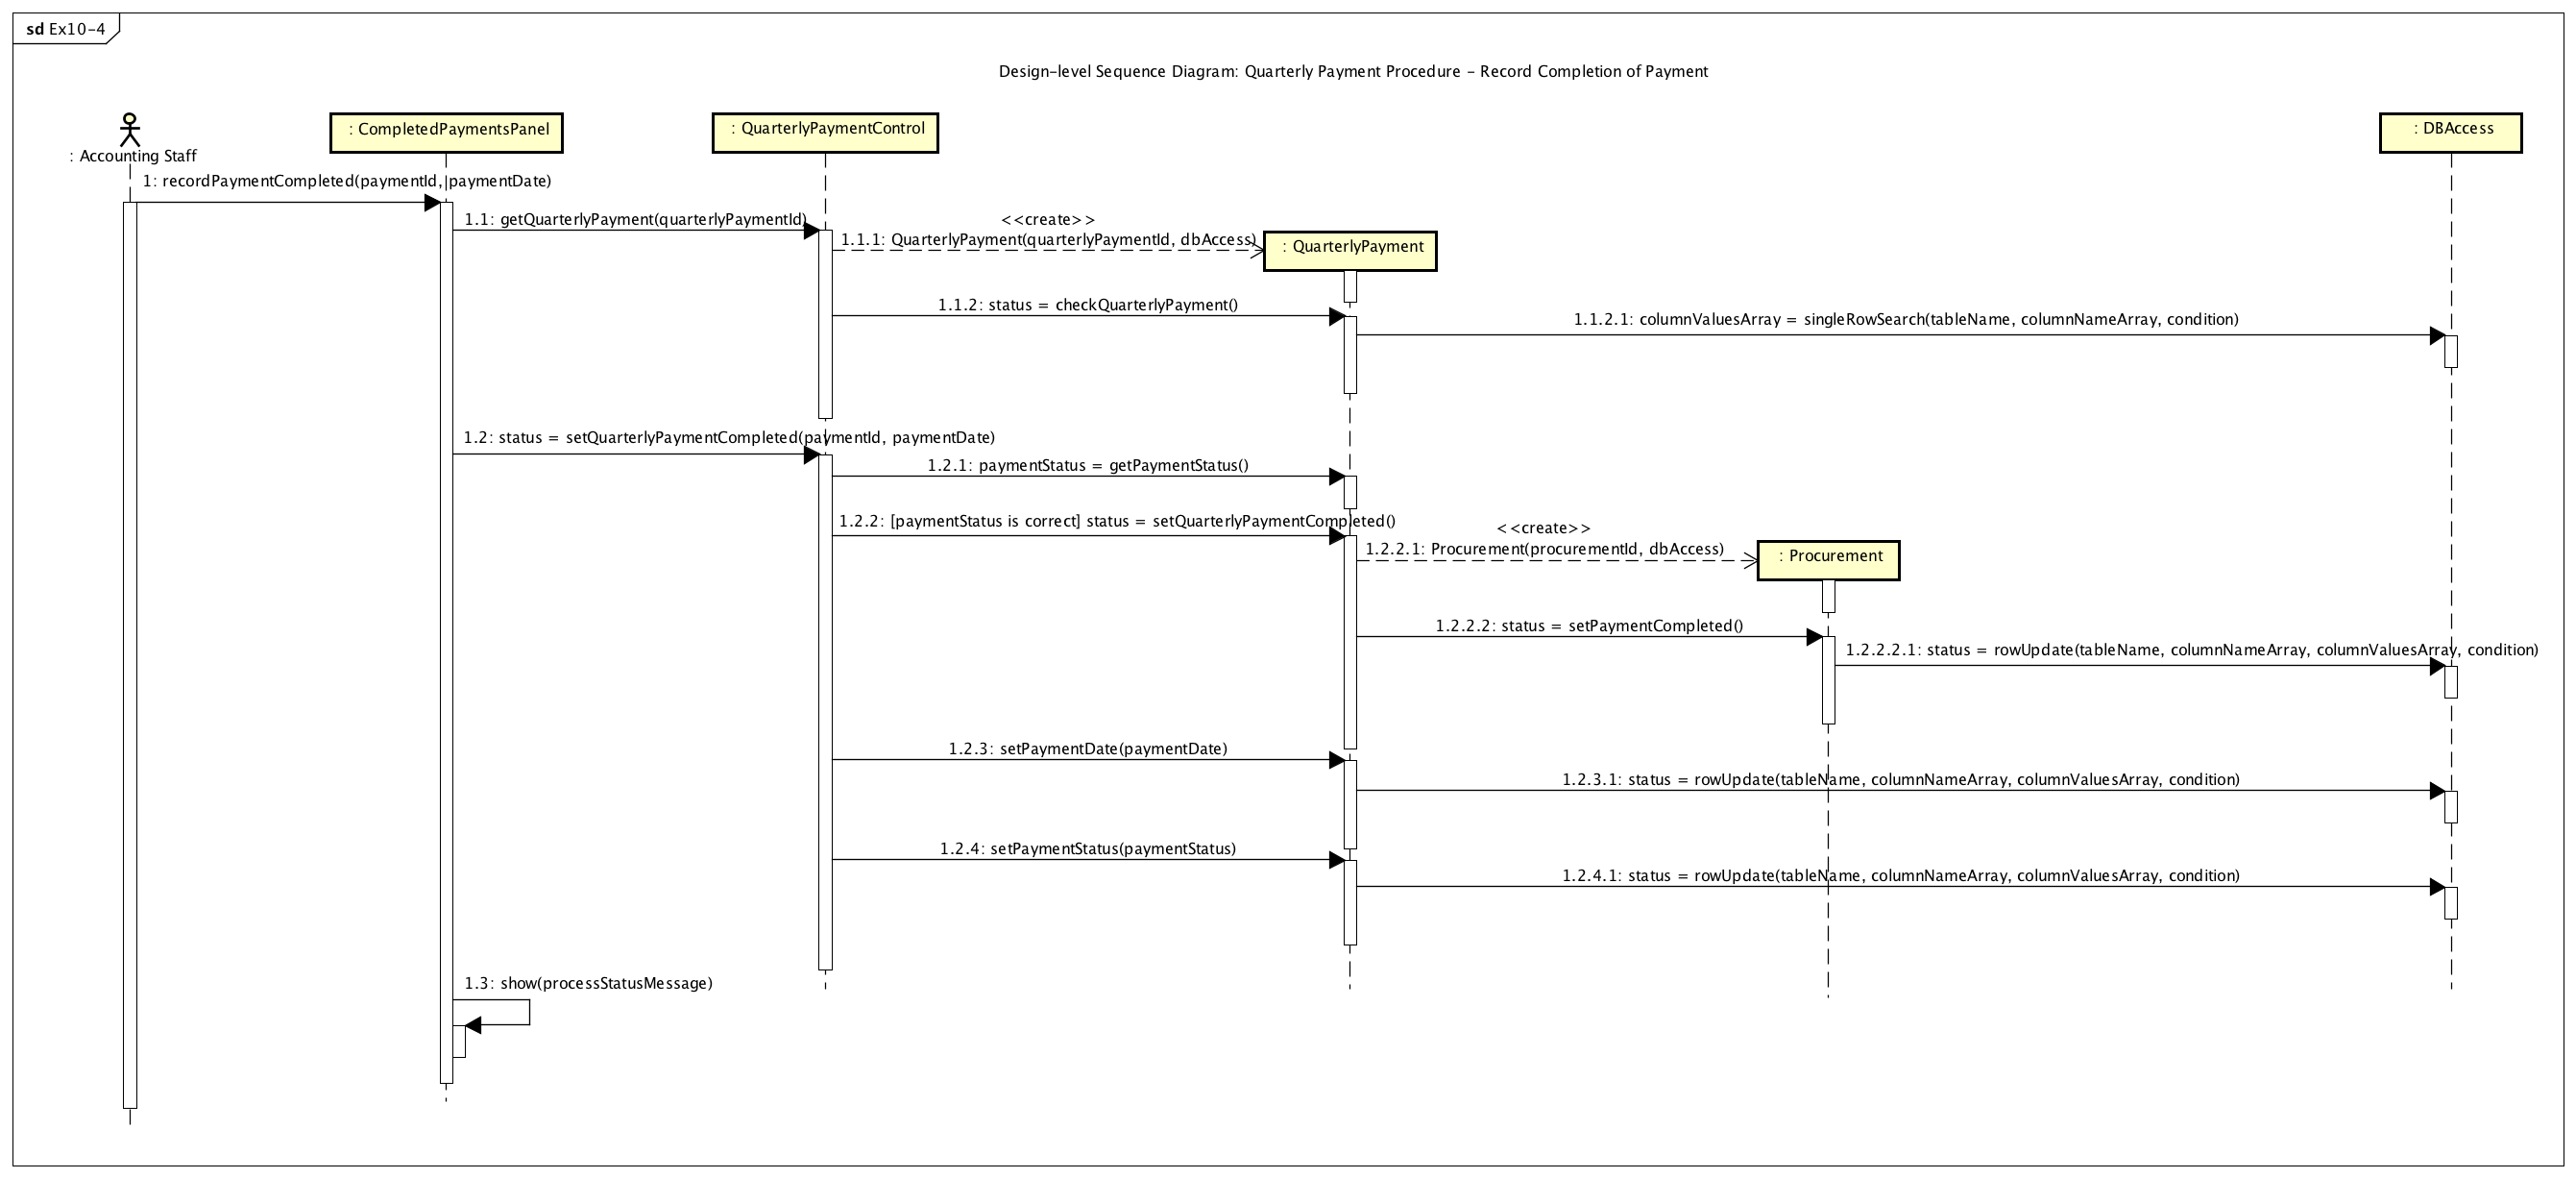 sd Ex10-4
Design-level Sequence Diagram: Quarterly Payment Procedure - Record Completion of Payment
: Accounting Staff
: CompletedPaymentsPanel
: QuarterlyPaymentControl
: DBAccess
1: recordPaymentCompleted(paymentId, paymentDate)
1.1: getQuarterlyPayment(quarterlyPaymentId)
<<create>>
1.1.1: QuarterlyPayment(quarterlyPaymentId, dbAccess)
: QuarterlyPayment
1.1.2: status = checkQuarterlyPayment()
1.1.2.1: columnValuesArray = singleRowSearch(tableName, columnNameArray, condition)
1.2: status = setQuarterlyPaymentCompleted(paymentId, paymentDate)
1.2.1: paymentStatus = getPaymentStatus()
1.2.2: [paymentStatus is correct] status = setQuarterlyPaymentCompleted()
<<create>>
1.2.2.1: Procurement(procurementId, dbAccess)
: Procurement
1.2.2.2: status = setPaymentCompleted()
1.2.2.2.1: status = rowUpdate(tableName, columnNameArray, columnValuesArray, condition)
1.2.3: setPaymentDate(paymentDate)
1.2.3.1: status = rowUpdate(tableName, columnNameArray, columnValuesArray, condition)
1.2.4: setPaymentStatus(paymentStatus)
1.2.4.1: status = rowUpdate(tableName, columnNameArray, columnValuesArray, condition)
1.3: show(processStatusMessage)